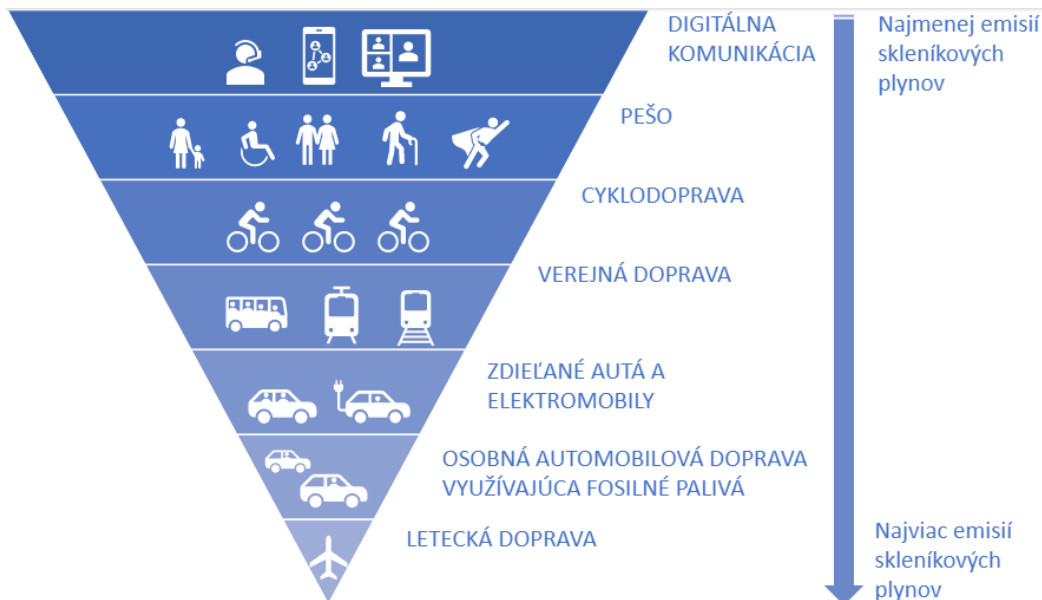 DIGITÁLNA
KOMUNIKÁCIA
Najmenej emisií
skleníkových
plynov
PEŠO
CYKLODOPRAVA
VEREJNÁ DOPRAVA
ZDIEĽANÉ AUTÁ A
ELEKTROMOBILY
OSOBNÁ AUTOMOBILOVÁ DOPRAVA
VYUŽÍVAJÚCA FOSILNÉ PALIVÁ
LETECKÁ DOPRAVA
Najviac emisií
skleníkových
plynov